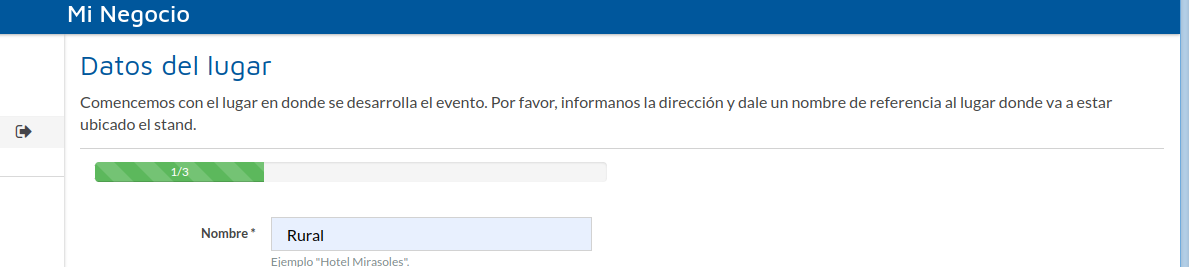 Mi Negocio
Datos del lugar
Comencemos con el lugar en donde se desarrolla el evento. Por favor, informanos la dirección y dale un nombre de referencia al lugar donde va a estar
ubicado el stand.
1/3
Nombre *
Rural
Ejemplo "Hotel Mirasoles".